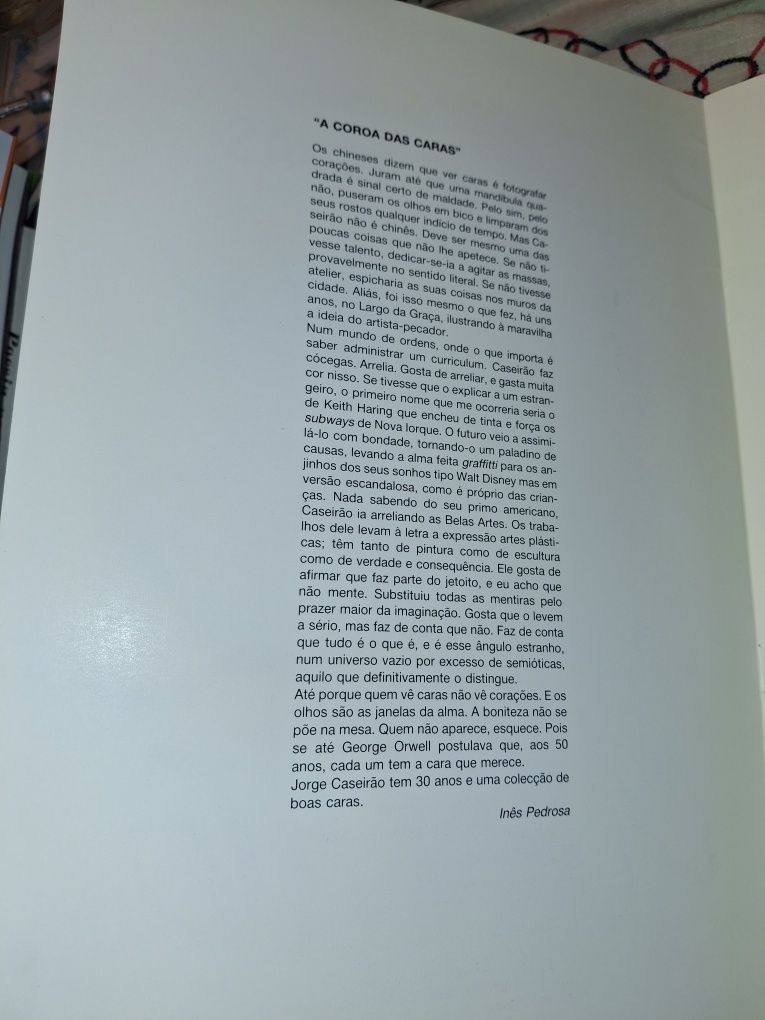 "A COROA DAS CARAS"
Os chineses dizem que ver caras é fotografar
corações. Juram até que uma mandíbula qua-
drada é sinal certo de maldade. Pelo sim, pelo
não, puseram os olhos em bico e limparam dos
seus rostos qualquer indício de tempo. Mas Ca-
seirão não é chinês. Deve ser mesmo uma das
poucas coisas que não lhe apetece. Se não ti-
vesse talento, dedicar-se-ia a agitar as massas,
provavelmente no sentido literal. Se não tivesse
atelier, espicharia as suas coisas nos muros da
cidade. Aliás, foi isso mesmo o que fez, há uns
anos, no Largo da Graça, ilustrando à maravilha
a ideia do artista-pecador.
Num mundo de ordens, onde o que importa é
saber administrar um curriculum. Caseirão faz
cócegas. Arrelia. Gosta de arreliar, e gasta muita
cor nisso. Se tivesse que o explicar a um estran-
geiro, o primeiro nome que me ocorreria seria o
de Keith Haring que encheu de tinta e força os
subways de Nova Iorque. O futuro veio a assimi-
lá-lo com bondade, tornando-o um paladino de
causas, levando a alma feita graffitti para os an-
jinhos dos seus sonhos tipo Walt Disney mas em
versão escandalosa, como é próprio das crian-
ças. Nada sabendo do seu primo americano,
Caseirão ia arreliando as Belas Artes. Os traba-
lhos dele levam à letra a expressão artes plásti-
cas; têm tanto de pintura como de escultura
como de verdade e consequência. Ele gosta de
afirmar que faz parte do jetoito, e eu acho que
não mente. Substituiu todas as mentiras pelo
prazer maior da imaginação. Gosta que o levem
a sério, mas faz de conta que não. Faz de conta
que tudo é o que é, e é esse ângulo estranho,
num universo vazio por excesso de semióticas,
aquilo que definitivamente o distingue.
Até porque quem vê caras não vê corações. E os
olhos são as janelas da alma. A boniteza não se
põe na mesa. Quem não aparece, esquece. Pois
se até George Orwell postulava que, aos 50
anos, cada um tem a cara que merece.
Jorge Caseirão tem 30 anos e uma colecção de
boas caras.
Inês Pedrosa